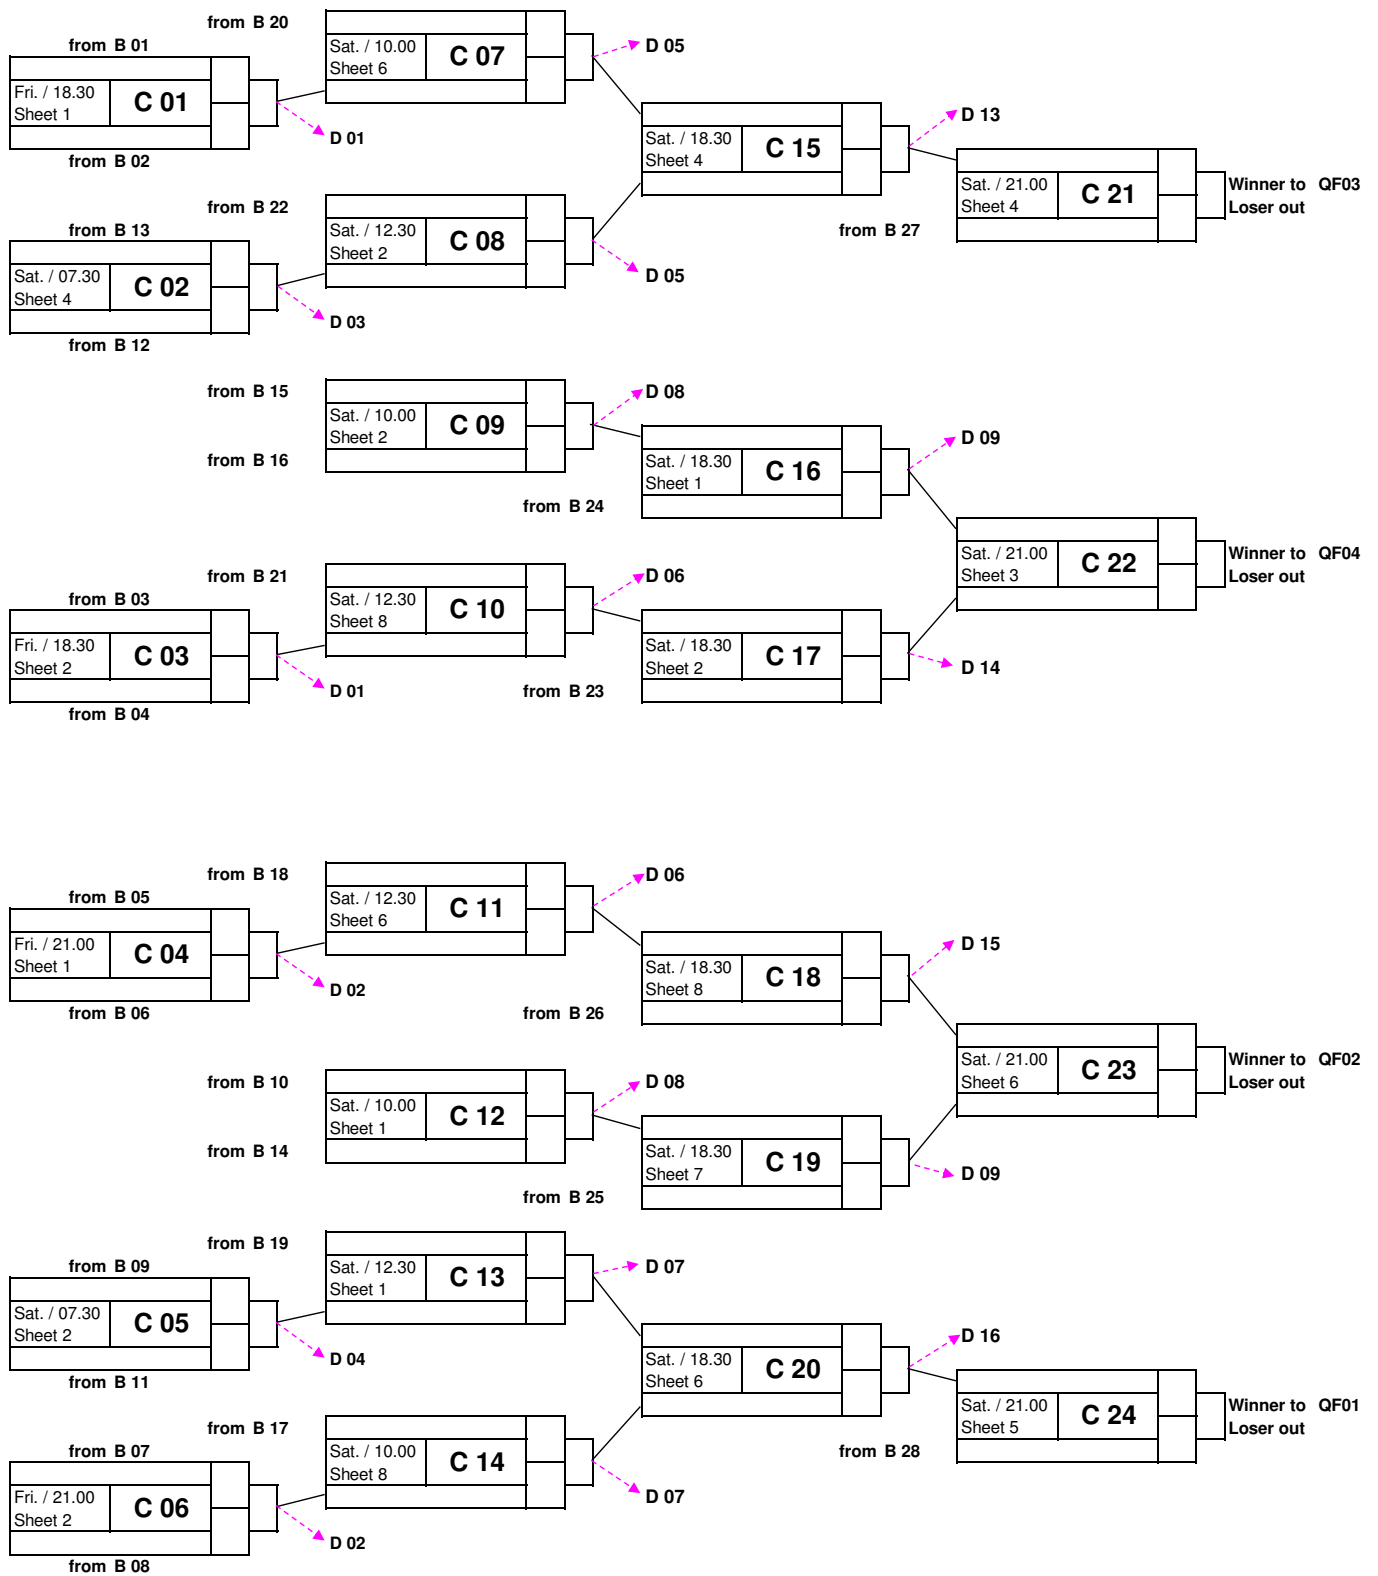 from B 20
from B 01
Sat. / 10.00
Sheet 6
C 07
D 05
Fri. / 18.30
Sheet 1
C 01
D 01
from B 02
Sat. / 18.30
Sheet 4
C 15
D 13
Sat. / 21.00
Sheet 4
C 21
Winner to QF03
Loser out
from B 22
from B 13
Sat. / 12.30
Sheet 2
C 08
from B 27
Sat. / 07.30
Sheet 4
C 02
D 05
D 03
from B 12
from B 15
Sat. / 10.00
Sheet 2
C 09
D 08
from B 16
Sat. / 18.30
Sheet 1
C 16
D 09
from B 24
Sat. / 21.00
Sheet 3
C 22
Winner to QF04
Loser out
from B 21
from B 03
Sat. / 12.30
Sheet 8
C 10
D 06
Fri. / 18.30
Sheet 2
C 03
D 01
from B 04
Sat. / 18.30
Sheet 2
C 17
D 14
from B 23
from B 18
from B 05
Sat. / 12.30
Sheet 6
C 11
D 06
Fri. / 21.00
Sheet 1
C 04
D 02
from B 06
Sat. / 18.30
Sheet 8
C 18
D 15
from B 26
Sat. / 21.00
Sheet 6
C 23
Winner to QF02
Loser out
from B 10
Sat. / 10.00
Sheet 1
C 12
D 08
from B 14
Sat. / 18.30
Sheet 7
C 19
D 09
from B 25
from B 19
from B 09
Sat. / 12.30
Sheet 1
C 13
D 07
Sat. / 07.30
Sheet 2
C 05
D 04
from B 11
Sat. / 18.30
Sheet 6
C 20
D 16
Sat. / 21.00
Sheet 5
C 24
Winner to QF01
Loser out
from B 17
from B 07
Sat. / 10.00
Sheet 8
C 14
from B 28
D 07
Fri. / 21.00
Sheet 2
C 06
D 02
from B 08